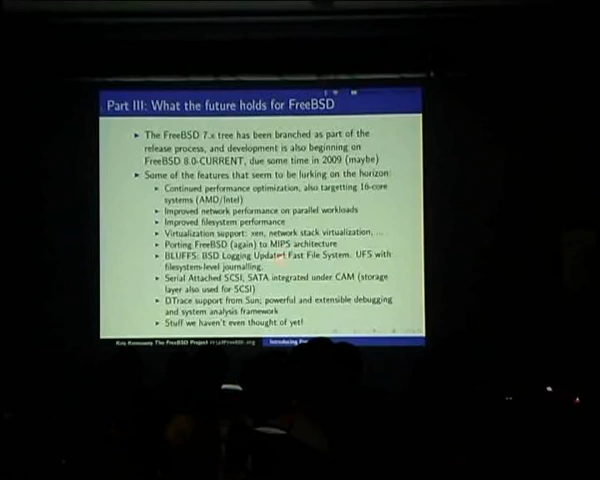 Part III: What the future holds for FreeBSD
The FreeBSD 7.x tree has been branched as part of the
release process, and development is also beginning on
FreeBSD 8.0-CURRENT, due some time in 2009 (maybe)
Some of the features that seem to be lurking on the horizon:
Continued performance optimization, also targetting 16-core
systems (AMD/Intel)
Improved network performance on parallel workloads
Improved filesystem performance
Virtualization support: xen, network stack virtualization, ...
Porting FreeBSD (again) to MIPS architecture
BLUFFS: BSD Logging Updated Fast File System. UFS with
filesystem-level journalling.
Serial Attached SCSI, SATA integrated under CAM (storage
layer also used for SCSI)
DTrace support from Sun; powerful and extensible debugging
and system analysis framework
Stuff we haven't even thought of yet!
Kris Kennaway The FreeBSD Project Introducing